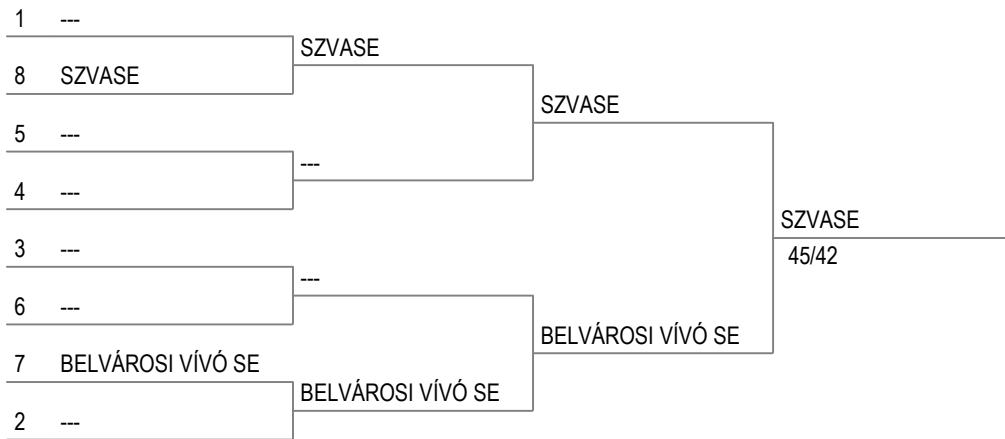 1 ---
SZVASE
8 SZVASE
SZVASE
5 ---
---
4 ---
SZVASE
3 ---
45/42
---
6 ---
BELVÁROSI VÍVÓ SE
7 BELVÁROSI VÍVÓ SE
BELVÁROSI VÍVÓ SE
2 ---